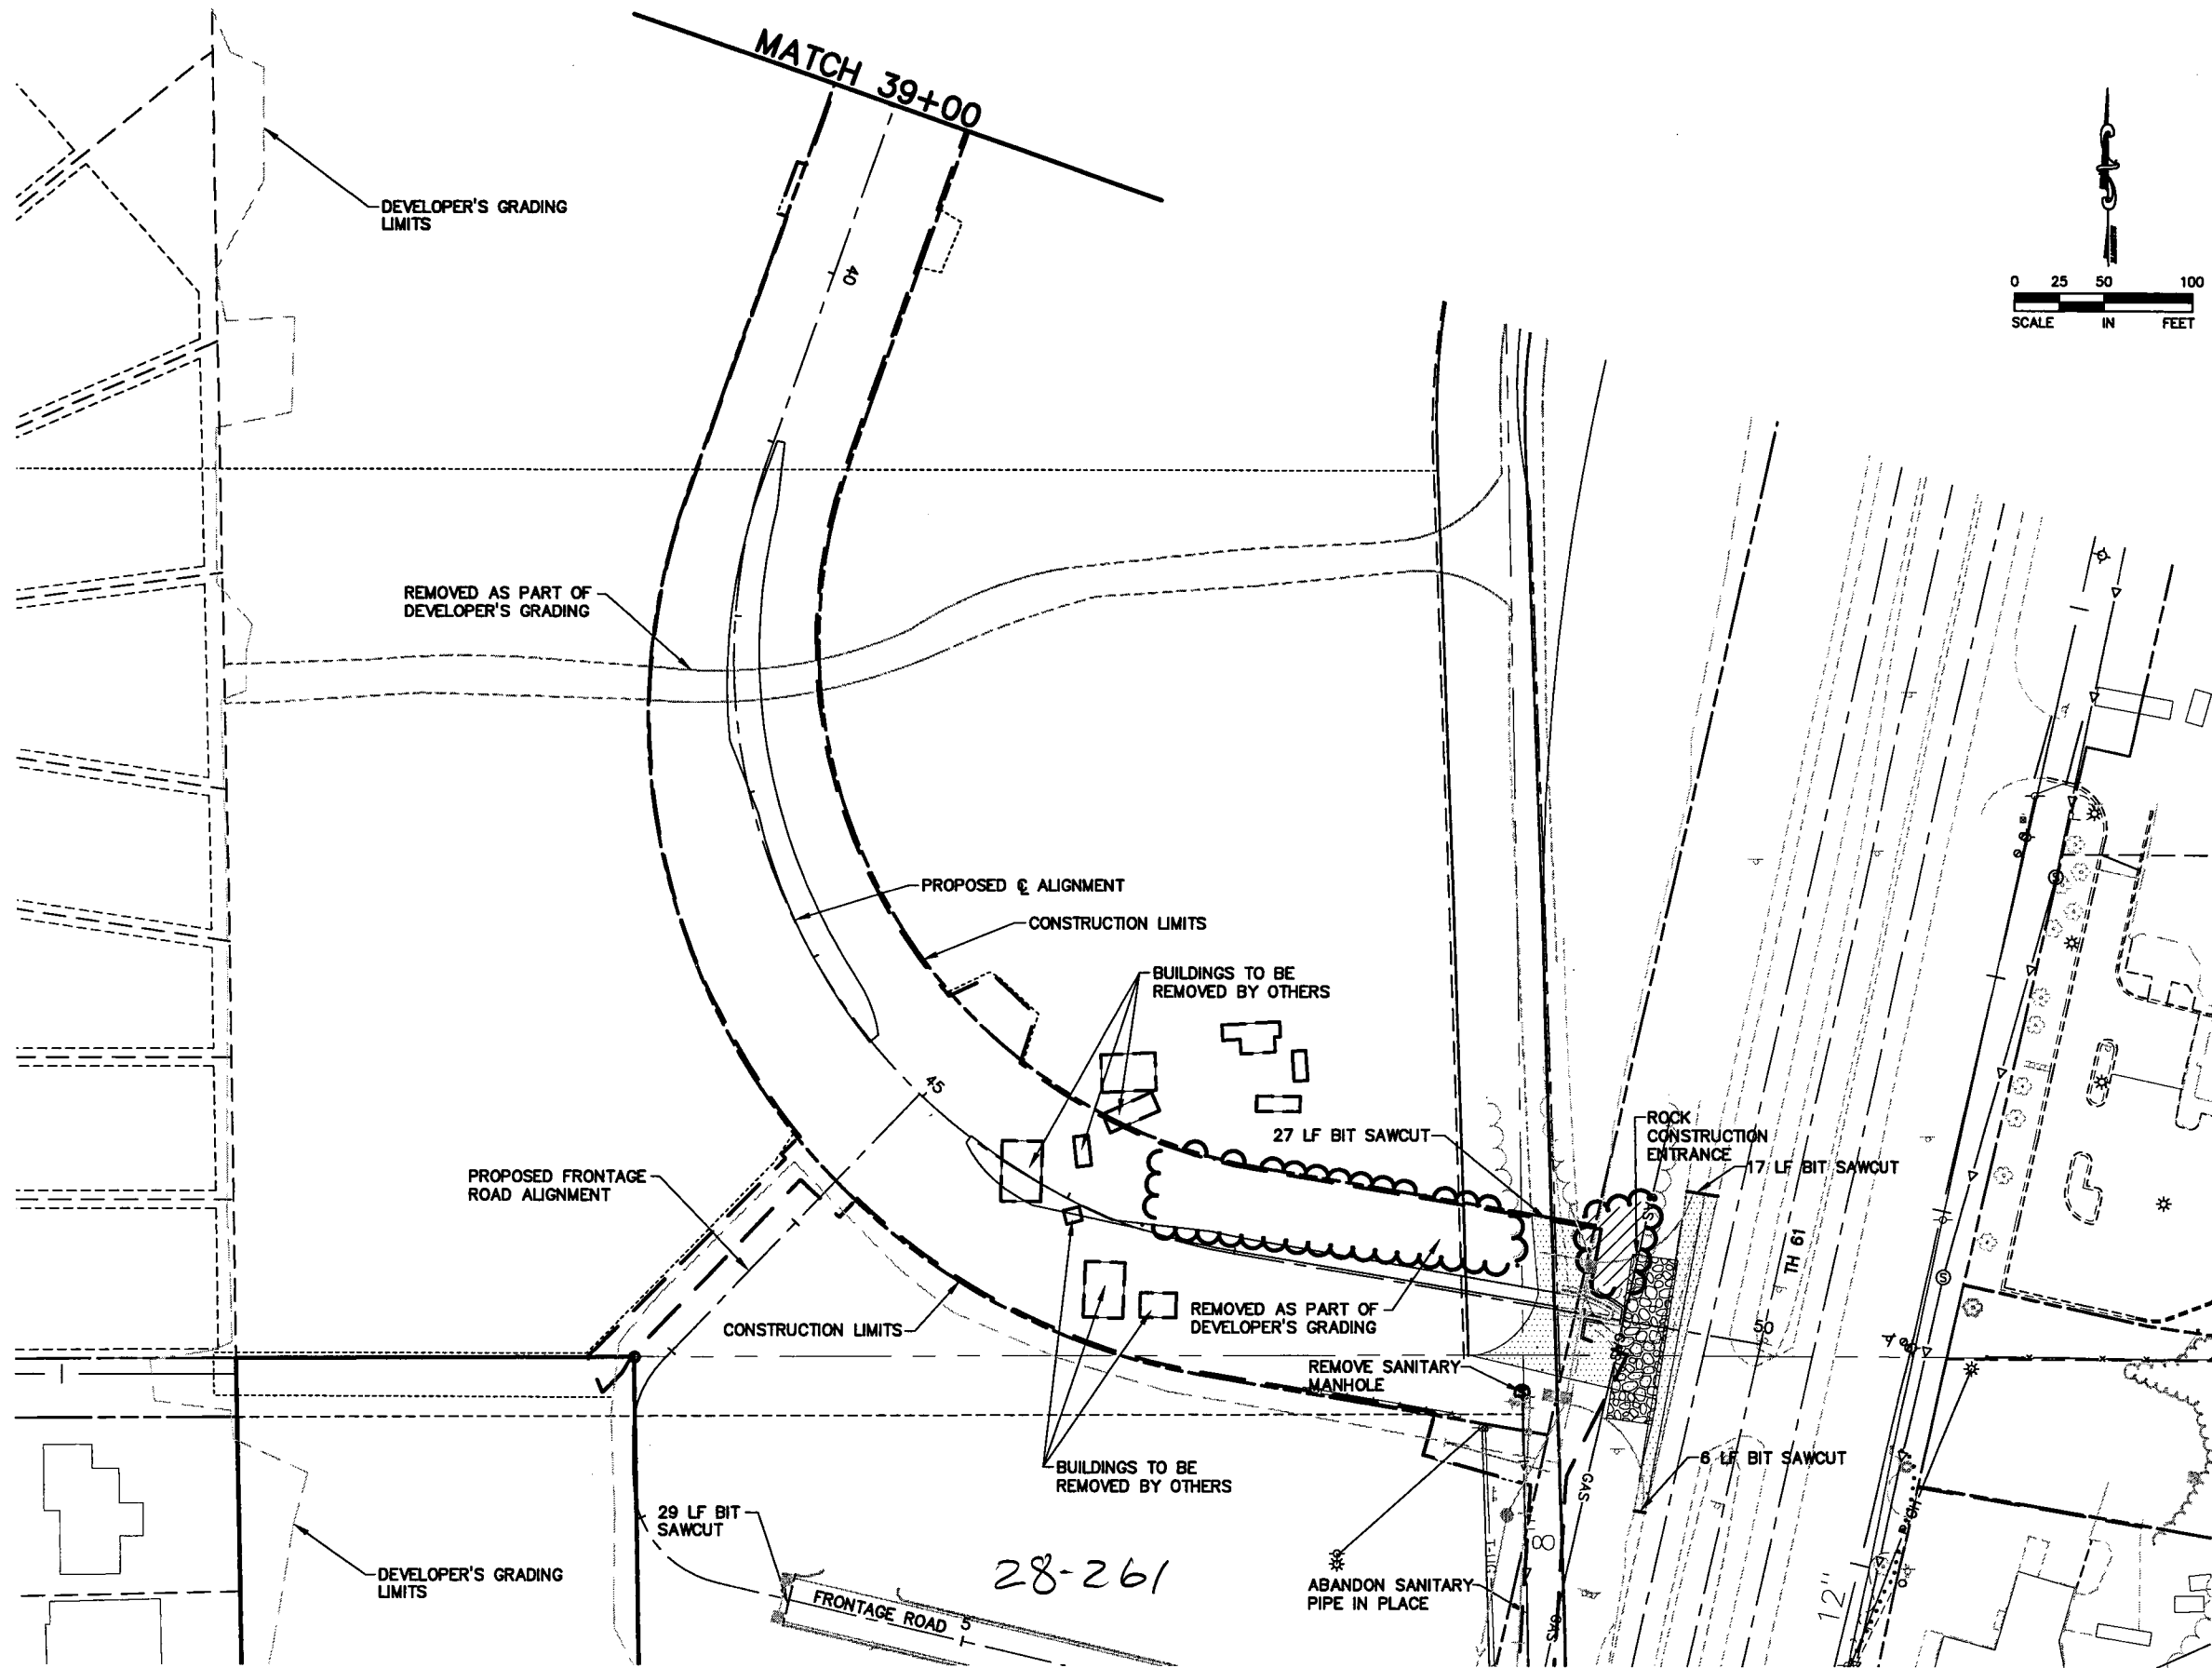 MATCH 39+00
DEVELOPER'S GRADING
LIMITS
0 25 50 100
SCALE IN FEET
40
REMOVED AS PART OF
DEVELOPER'S GRADING
PROPOSED ℄ ALIGNMENT
CONSTRUCTION LIMITS
BUILDINGS TO BE
REMOVED BY OTHERS
45
27 LF BIT SAWCUT
ROCK
CONSTRUCTION
ENTRANCE
17 LF BIT SAWCUT
PROPOSED FRONTAGE
ROAD ALIGNMENT
TH 61
CONSTRUCTION LIMITS
REMOVED AS PART OF
DEVELOPER'S GRADING
50
REMOVE SANITARY
MANHOLE
S
S
BUILDINGS TO BE
REMOVED BY OTHERS
6 LF BIT SAWCUT
GAS
29 LF BIT
SAWCUT
28-261
8
DEVELOPER'S GRADING
LIMITS
ABANDON SANITARY
PIPE IN PLACE
FRONTAGE ROAD 5
GAS
12"